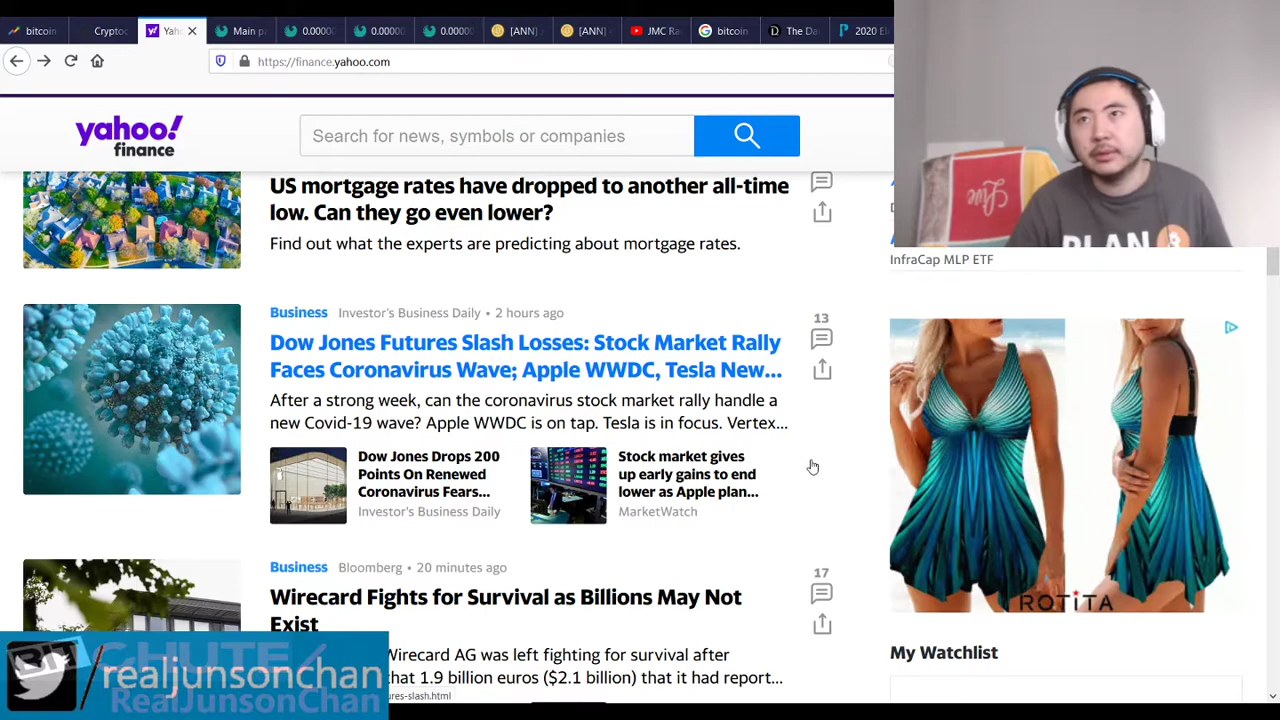 bitcoin
Cryptoc
Yah
Main p
0.0000
0.0000
0.0000
[ANN]
[ANN]
JMC Ra
bitcoin
The Da
2020 El
https://finance.yahoo.com
yahoo!
finance
Search for news, symbols or companies
US mortgage rates have dropped to another all-time
low. Can they go even lower?
Find out what the experts are predicting about mortgage rates.
Business Investor's Business Daily • 2 hours ago
Dow Jones Futures Slash Losses: Stock Market Rally
Faces Coronavirus Wave; Apple WWDC, Tesla New...
After a strong week, can the coronavirus stock market rally handle a
new Covid-19 wave? Apple WWDC is on tap. Tesla is in focus. Vertex...
13
Dow Jones Drops 200
Points On Renewed
Coronavirus Fears...
Investor's Business Daily
Stock market gives
up early gains to end
lower as Apple plan...
MarketWatch
Business Bloomberg • 20 minutes ago
Wirecard Fights for Survival as Billions May Not
Exist
17
Wirecard AG was left fighting for survival after
that 1.9 billion euros ($2.1 billion) that it had report...
ures-slash.html
PLAN B
InfraCap MLP ETF
ROTITA
My Watchlist
BITCHUTE/
/realjunsonchan
RealJunsonChan